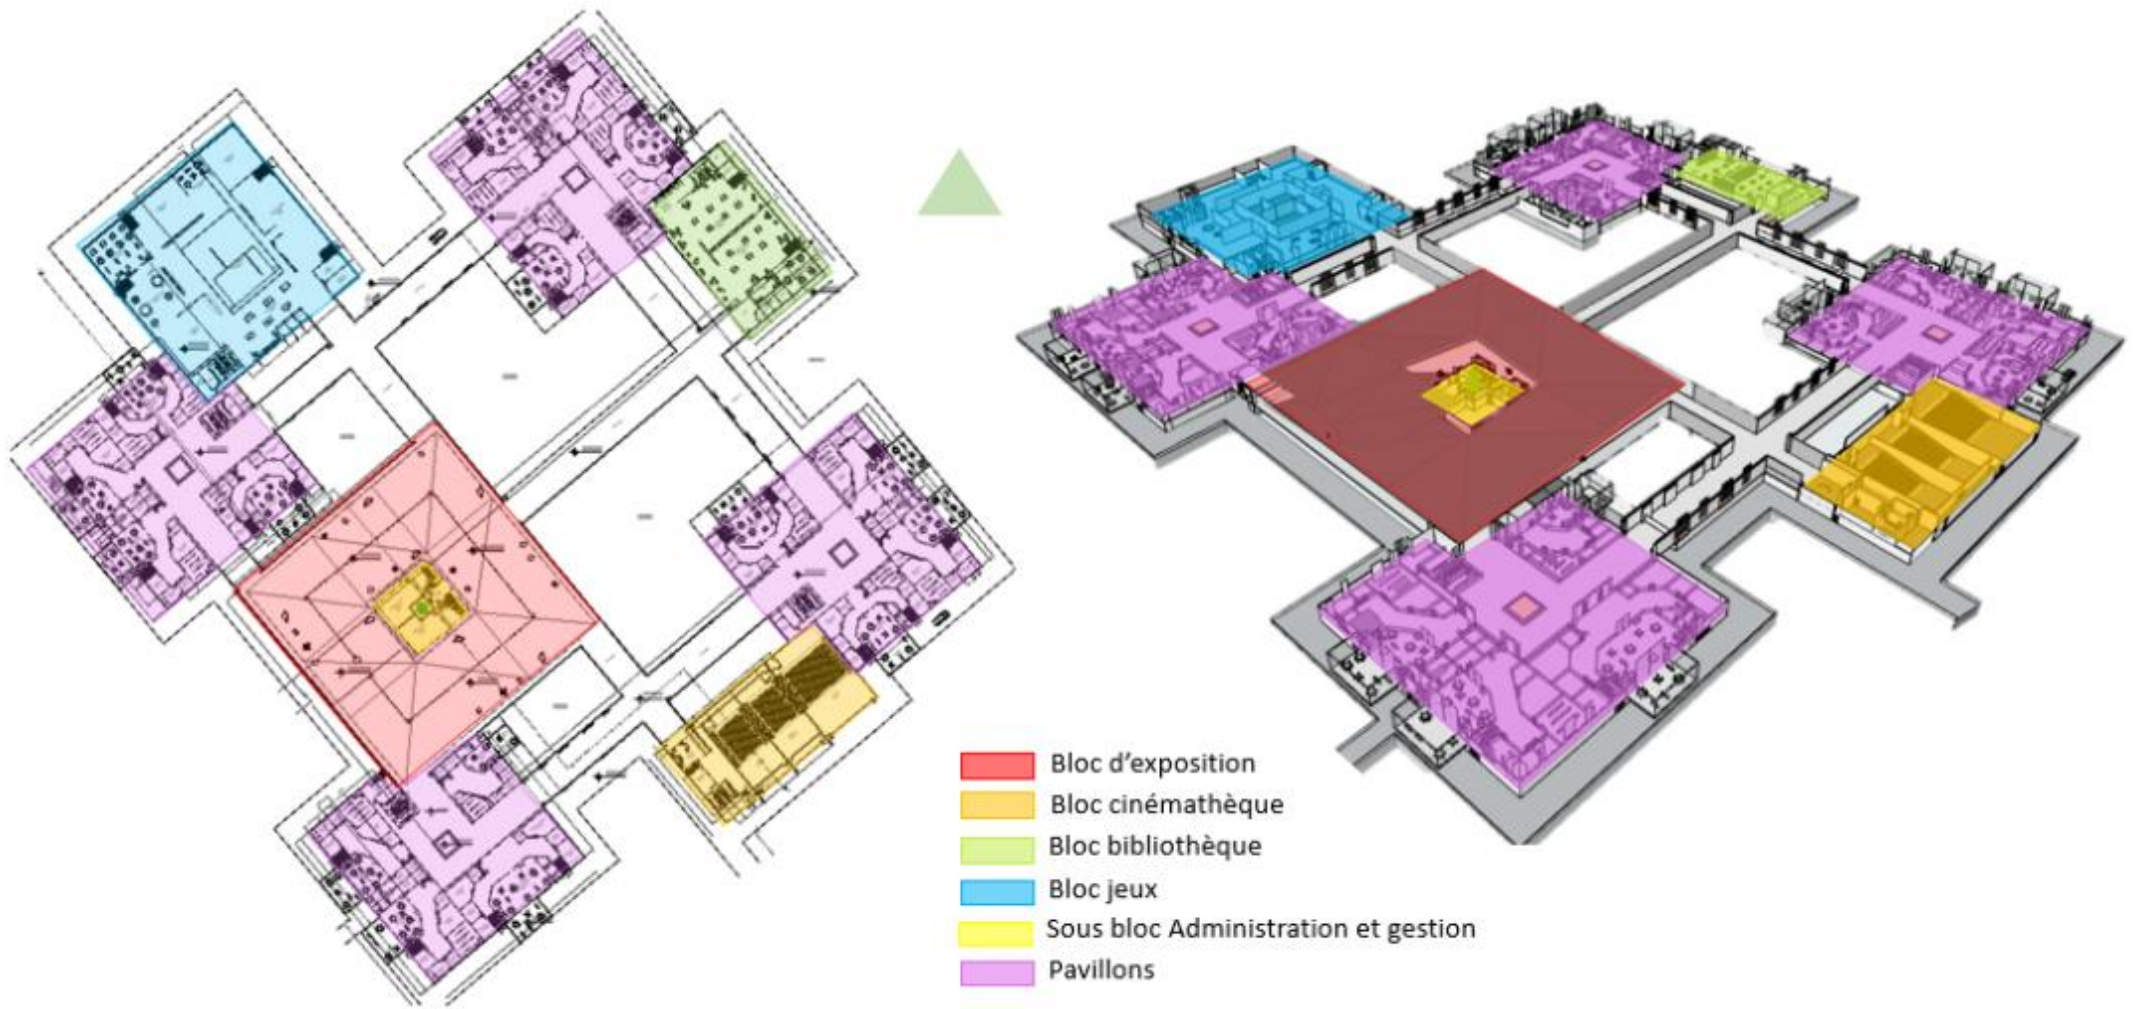 Bloc d'exposition
Bloc cinémathèque
Bloc bibliothèque
Bloc jeux
Sous bloc Administration et gestion
Pavillons